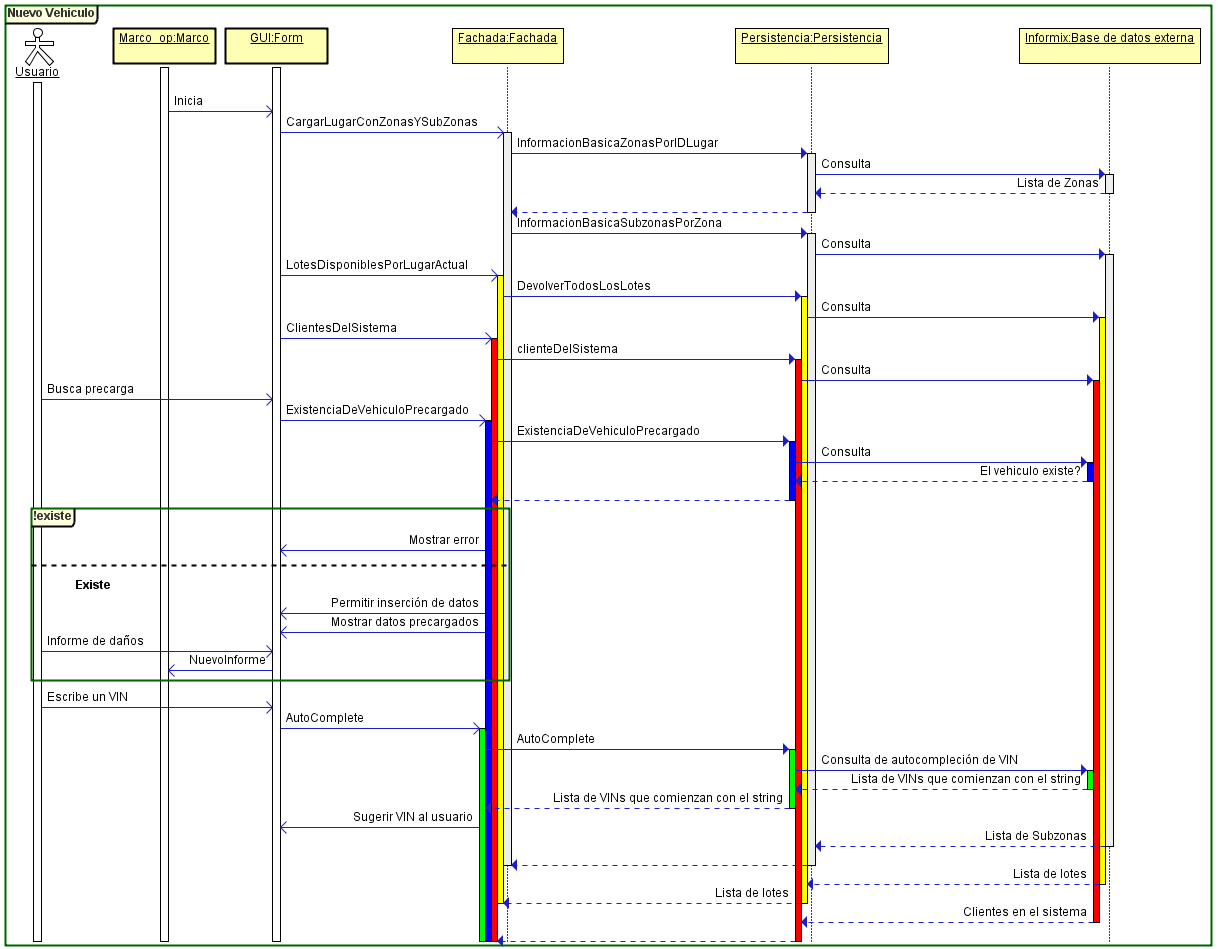 Nuevo Vehiculo
Usuario
Marco_op:Marco
GUI:Form
Fachada:Fachada
Persistencia:Persistencia
Informix:Base de datos externa
Inicia
CargarLugarConZonasYSubZonas
InformacionBasicaZonasPorIDLugar
Consulta
Lista de Zonas
InformacionBasicaSubzonasPorZona
Consulta
LotesDisponiblesPorLugarActual
DevolverTodosLosLotes
Consulta
ClientesDelSistema
clienteDelSistema
Consulta
Busca precarga
ExistenciaDeVehiculoPrecargado
ExistenciaDeVehiculoPrecargado
Consulta
El vehiculo existe?
!existe
Mostrar error
Existe
Permitir inserción de datos
Mostrar datos precargados
Informe de daños
NuevoInforme
Escribe un VIN
AutoComplete
AutoComplete
Consulta de autocompleción de VIN
Lista de VINs que comienzan con el string
Lista de VINs que comienzan con el string
Sugerir VIN al usuario
Lista de Subzonas
Lista de lotes
Lista de lotes
Clientes en el sistema